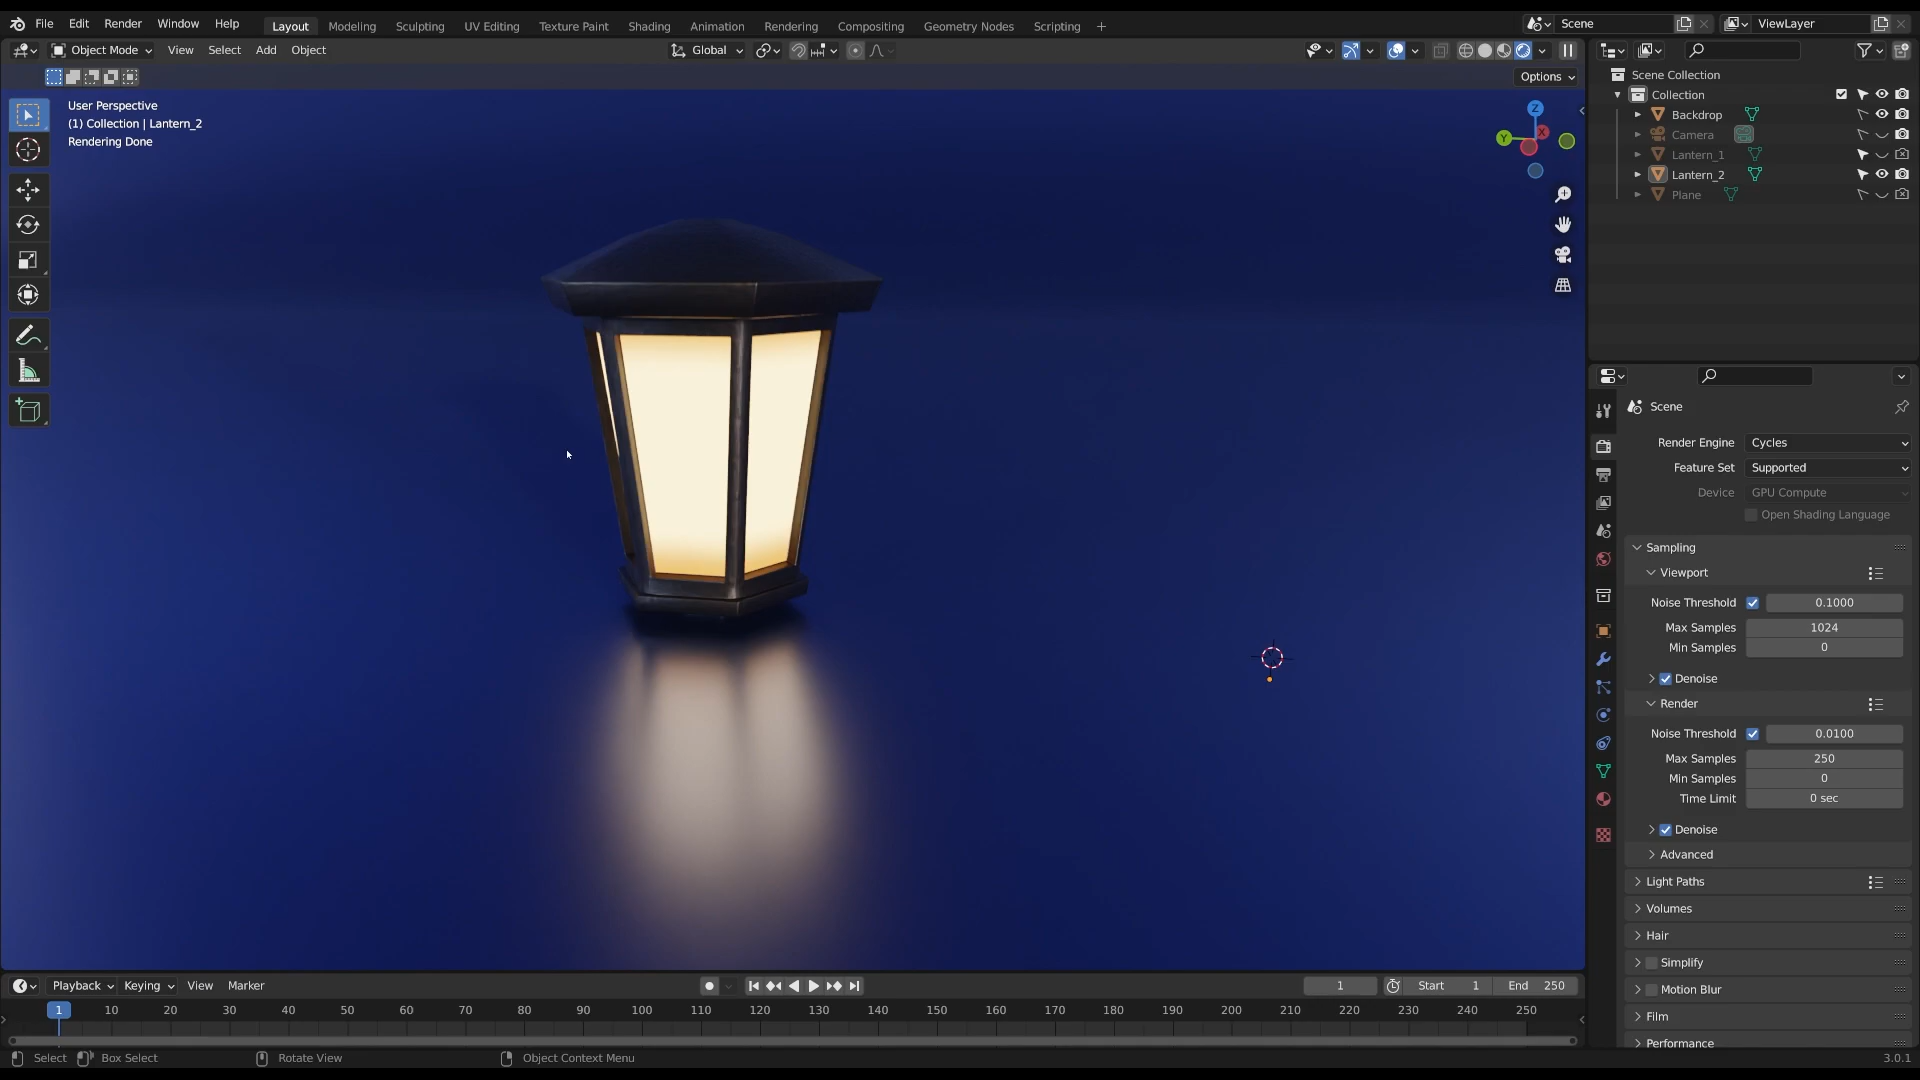 File Edit Render Window Help Layout Modeling Sculpting UV Editing Texture Paint Shading Animation Rendering Compositing Geometry Nodes Scripting + Scene ViewLayer
Object Mode View Select Add Object Global
Options
User Perspective
(1) Collection | Lantern_2
Rendering Done
Z
Y
X
Scene Collection
Collection
Backdrop
Camera
Lantern_1
Lantern_2
Plane
Scene
Render Engine Cycles
Feature Set Supported
Device GPU Compute
Open Shading Language
Sampling
Viewport
Noise Threshold 0.1000
Max Samples 1024
Min Samples 0
Denoise
Render
Noise Threshold 0.0100
Max Samples 250
Min Samples 0
Time Limit 0 sec
Denoise
Advanced
Light Paths
Volumes
Hair
Simplify
Motion Blur
Film
Performance
Playback Keying View Marker 1 Start 1 End 250
1 10 20 30 40 50 60 70 80 90 100 110 120 130 140 150 160 170 180 190 200 210 220 230 240 250
Select Box Select Rotate View Object Context Menu 3.0.1